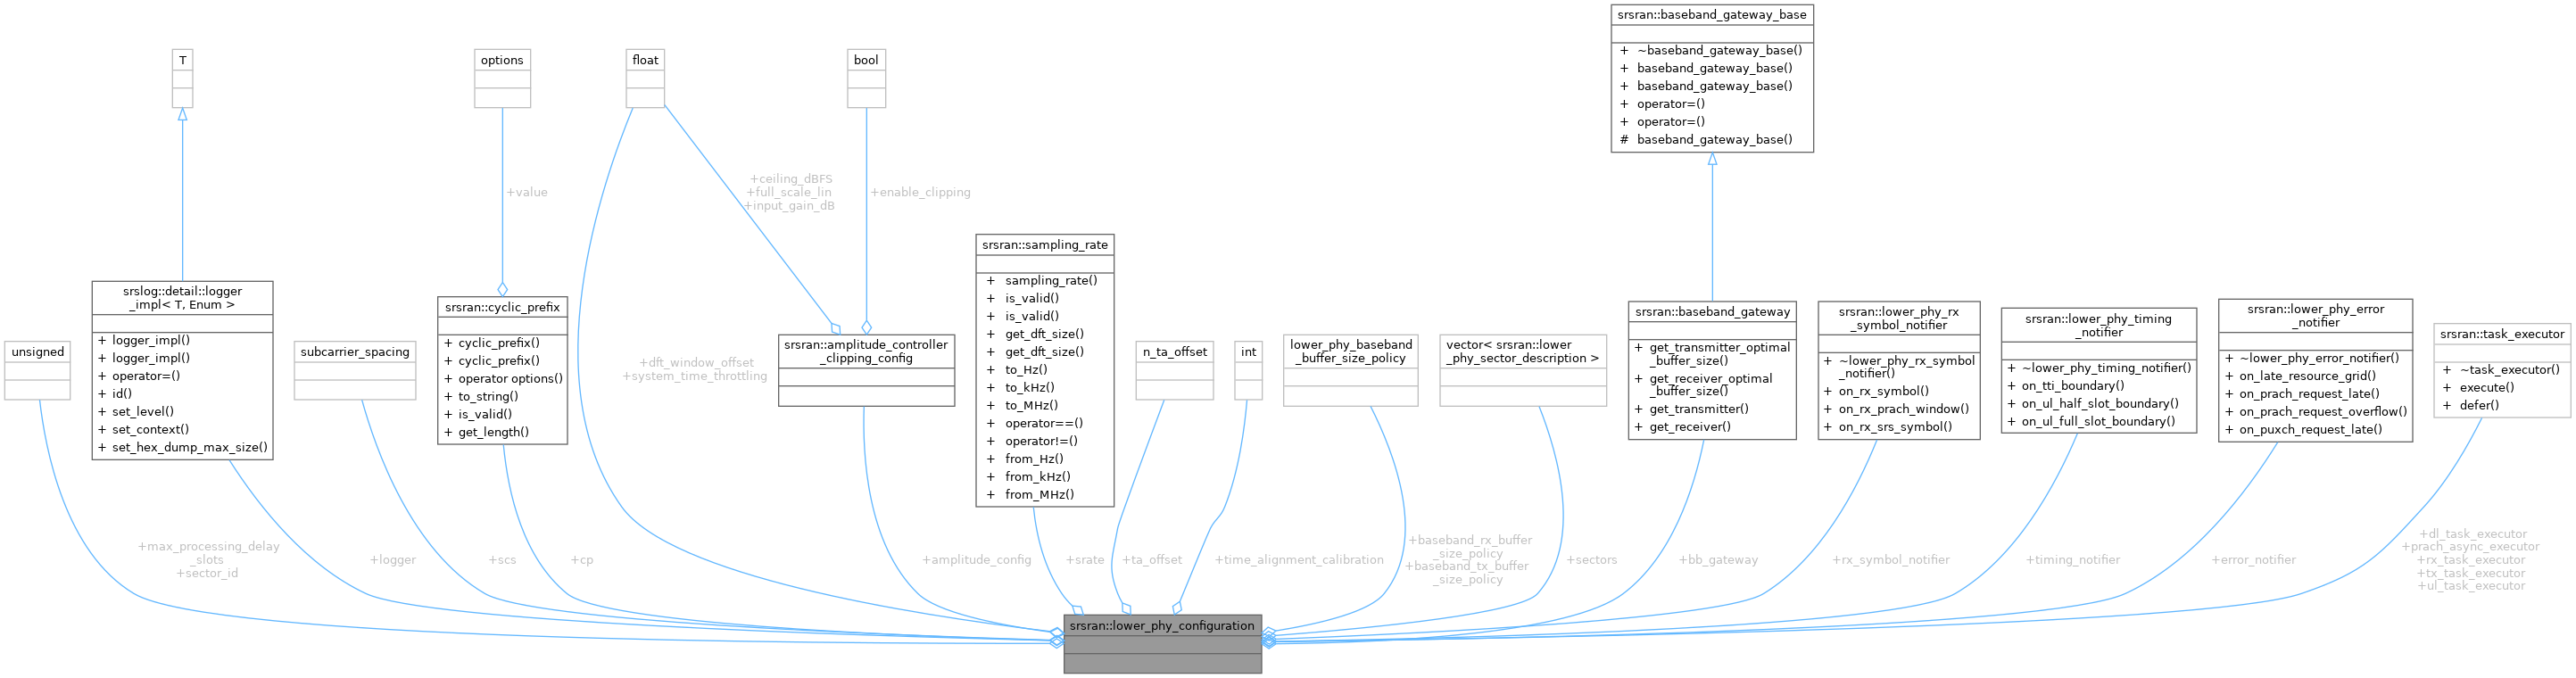 srsran::baseband_gateway_base
+ ~baseband_gateway_base()
+ baseband_gateway_base()
+ baseband_gateway_base()
+ operator=()
+ operator=()
# baseband_gateway_base()
T
options
float
bool
+value
+ceiling_dBFS
+full_scale_lin
+input_gain_dB
+enable_clipping
unsigned
srslog::detail::logger
_impl< T, Enum >
+ logger_impl()
+ logger_impl()
+ operator=()
+ id()
+ set_level()
+ set_context()
+ set_hex_dump_max_size()
subcarrier_spacing
srsran::cyclic_prefix
+ cyclic_prefix()
+ cyclic_prefix()
+ operator options()
+ to_string()
+ is_valid()
+ get_length()
+dft_window_offset
+system_time_throttling
srsran::amplitude_controller
_clipping_config
srsran::sampling_rate
+ sampling_rate()
+ is_valid()
+ is_valid()
+ get_dft_size()
+ get_dft_size()
+ to_Hz()
+ to_kHz()
+ to_MHz()
+ operator==()
+ operator!=()
+ from_Hz()
+ from_kHz()
+ from_MHz()
n_ta_offset
int
lower_phy_baseband
_buffer_size_policy
vector< srsran::lower
_phy_sector_description >
srsran::baseband_gateway
+ get_transmitter_optimal
_buffer_size()
+ get_receiver_optimal
_buffer_size()
+ get_transmitter()
+ get_receiver()
srsran::lower_phy_rx
_symbol_notifier
+ ~lower_phy_rx_symbol
_notifier()
+ on_rx_symbol()
+ on_rx_prach_window()
+ on_rx_srs_symbol()
srsran::lower_phy_timing
_notifier
+ ~lower_phy_timing_notifier()
+ on_tti_boundary()
+ on_ul_half_slot_boundary()
+ on_ul_full_slot_boundary()
srsran::lower_phy_error
_notifier
+ ~lower_phy_error_notifier()
+ on_late_resource_grid()
+ on_prach_request_late()
+ on_prach_request_overflow()
+ on_puxch_request_late()
srsran::task_executor
+ ~task_executor()
+ execute()
+ defer()
+max_processing_delay
_slots
+sector_id
+logger
+scs
+cp
+amplitude_config
+srate
+ta_offset
+time_alignment_calibration
+baseband_rx_buffer
_size_policy
+baseband_tx_buffer
_size_policy
+sectors
+bb_gateway
+rx_symbol_notifier
+timing_notifier
+error_notifier
+dl_task_executor
+prach_async_executor
+rx_task_executor
+tx_task_executor
+ul_task_executor
srsran::lower_phy_configuration